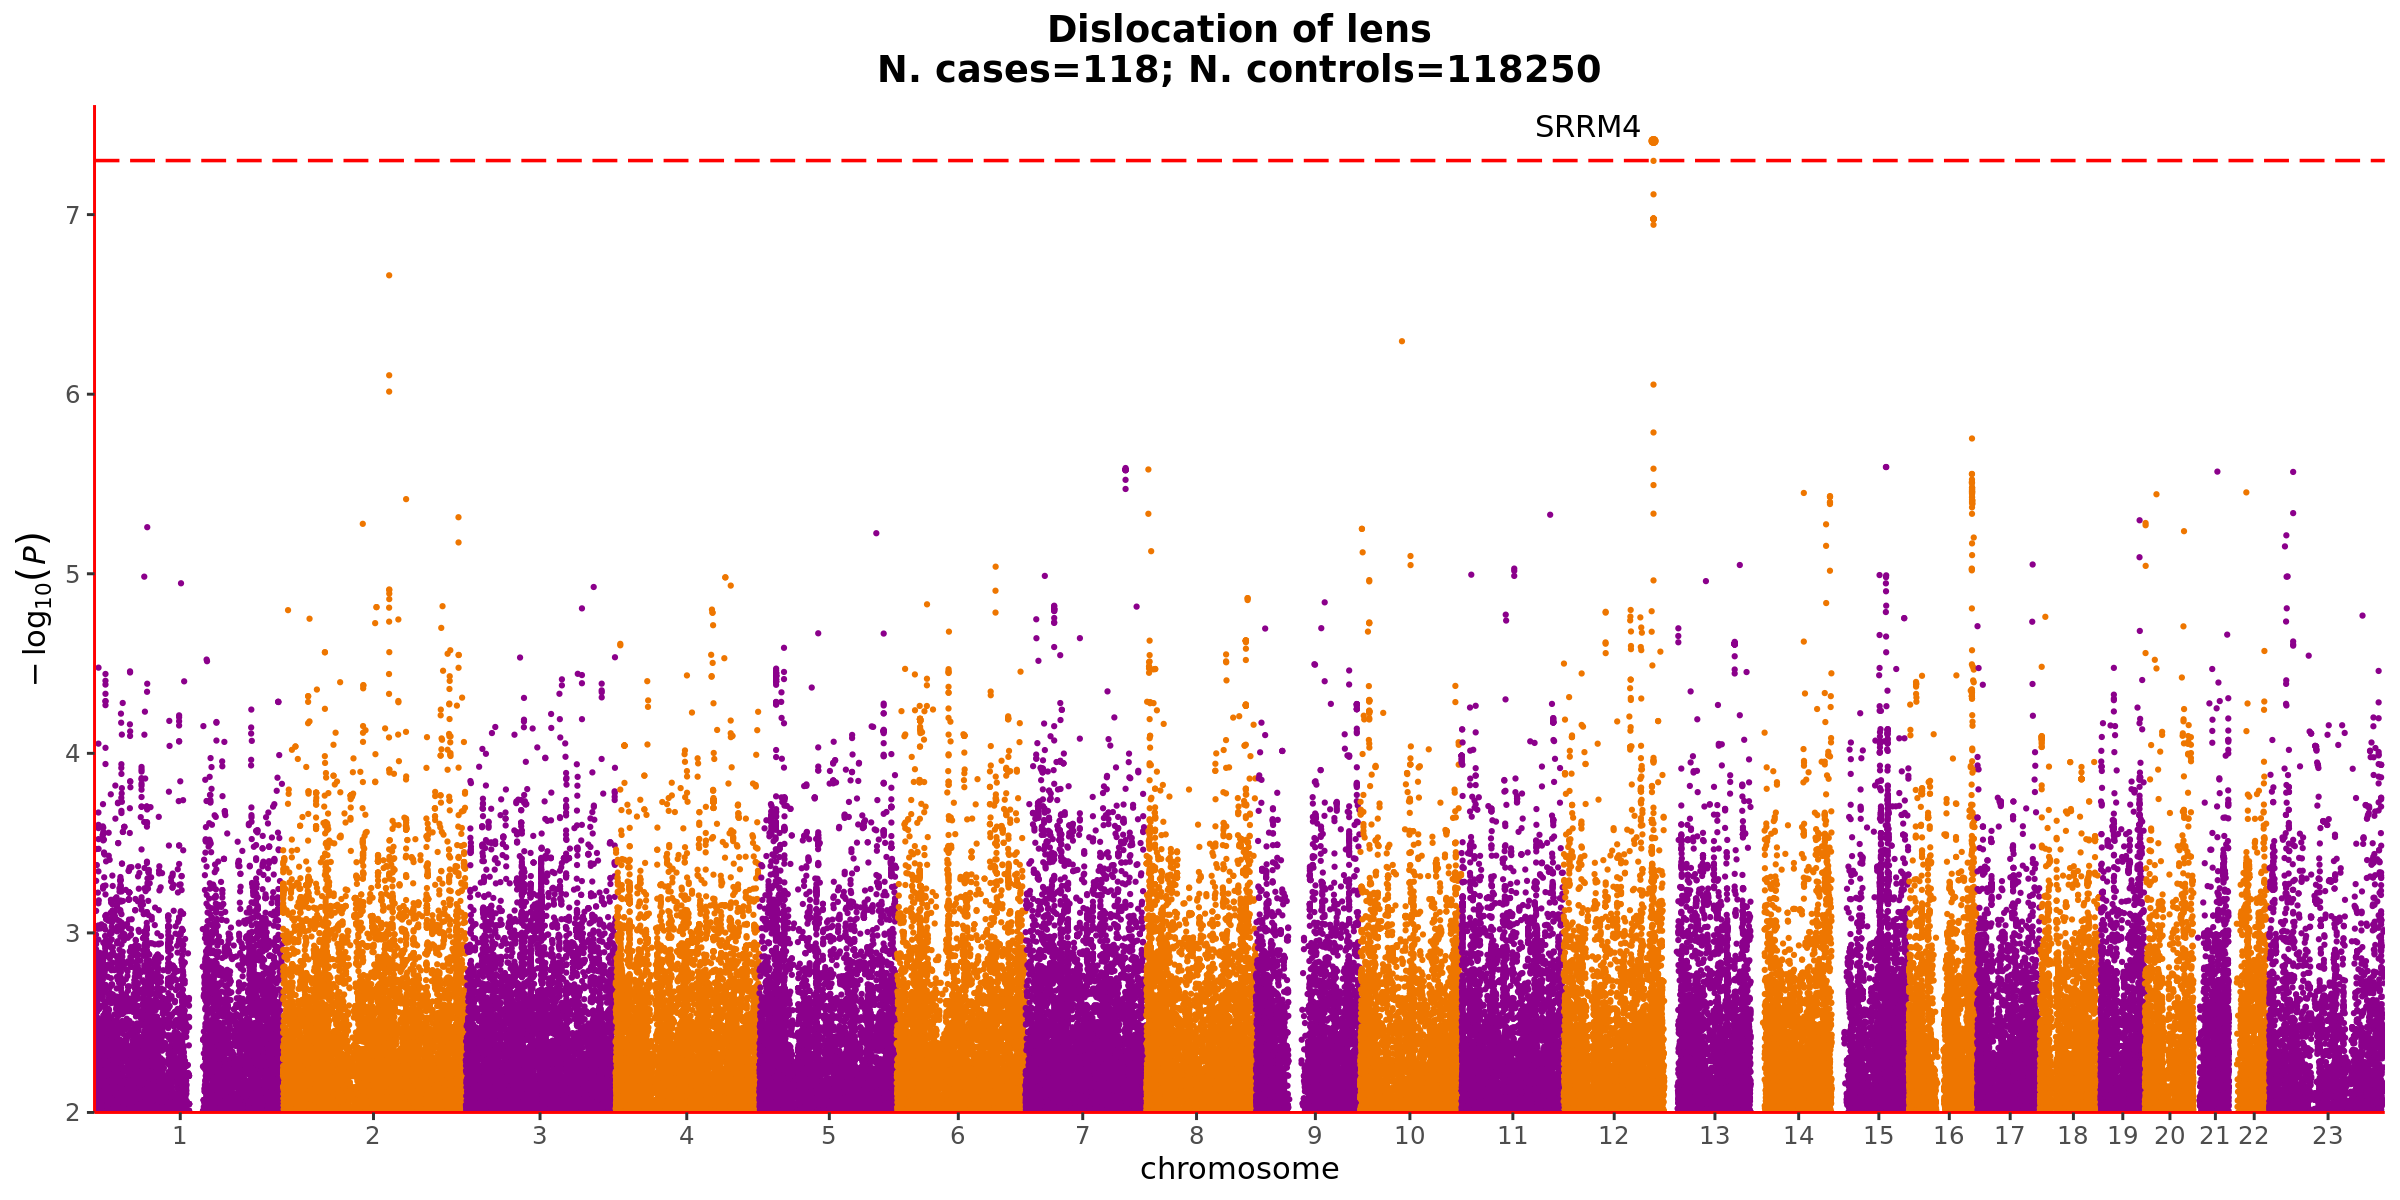 Dislocation of lens
N. cases=118; N. controls=118250
SRRM4
7
6
5
4
3
2
−log10(P)
1 2 3 4 5 6 7 8 9 10 11 12 13 14 15 16 17 18 19 20 21 22 23
chromosome